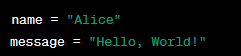 name = "Alice"
message = "Hello, World!"